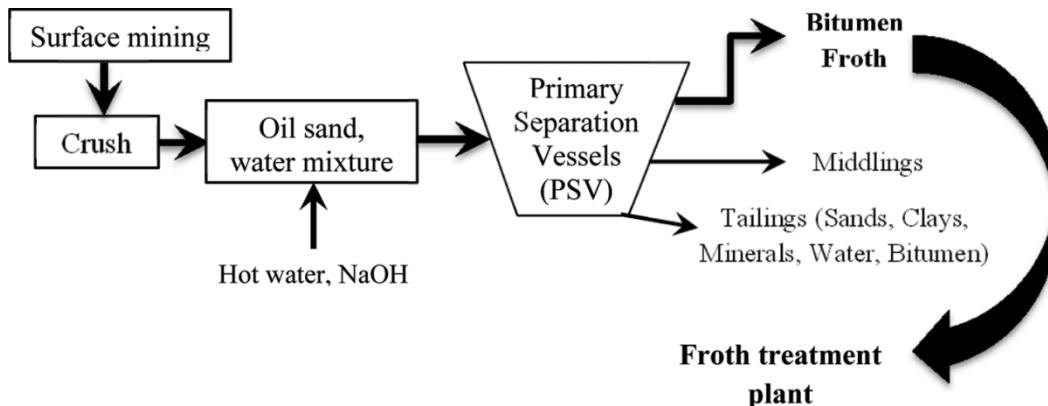 Surface mining
Crush
Oil sand,
water mixture
Hot water, NaOH
Primary
Separation
Vessels
(PSV)
Bitumen
Froth
Middlings
Tailings (Sands, Clays,
Minerals, Water, Bitumen)
Froth treatment
plant